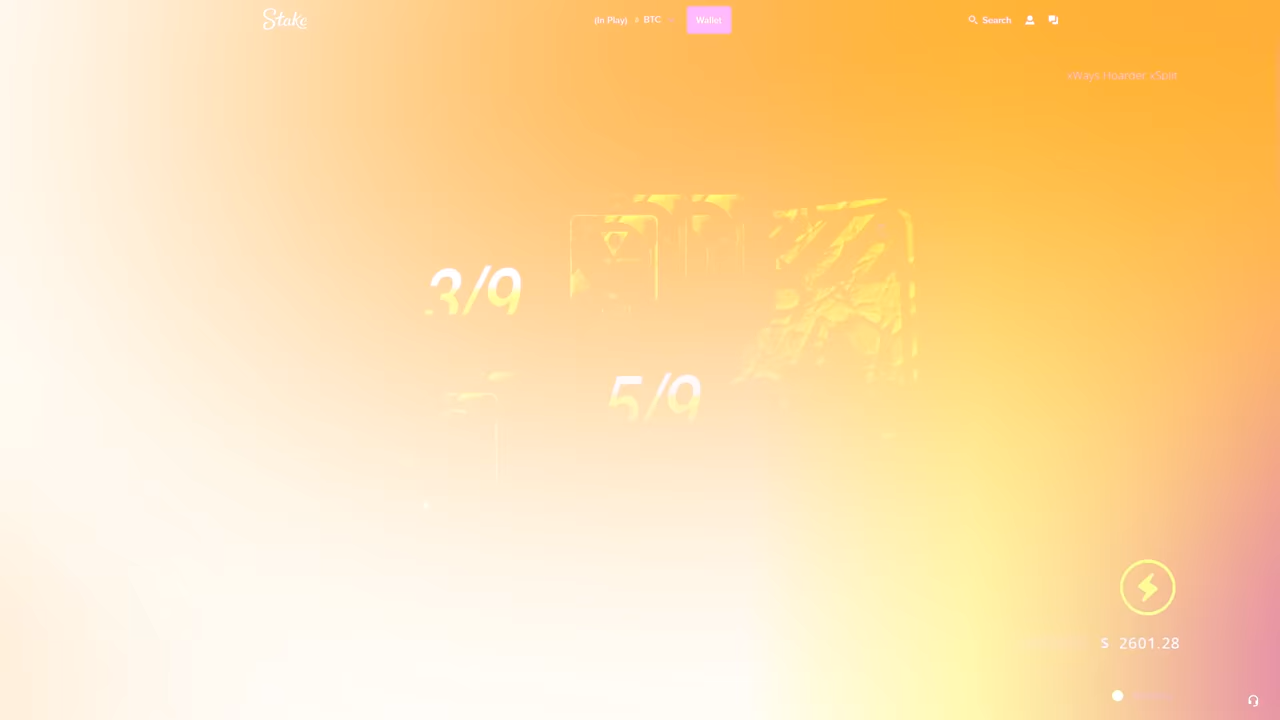 Stake
(In Play)
BTC
Wallet
Search
xWays Hoarder xSplit
3/9
5/9
$ 2601.28